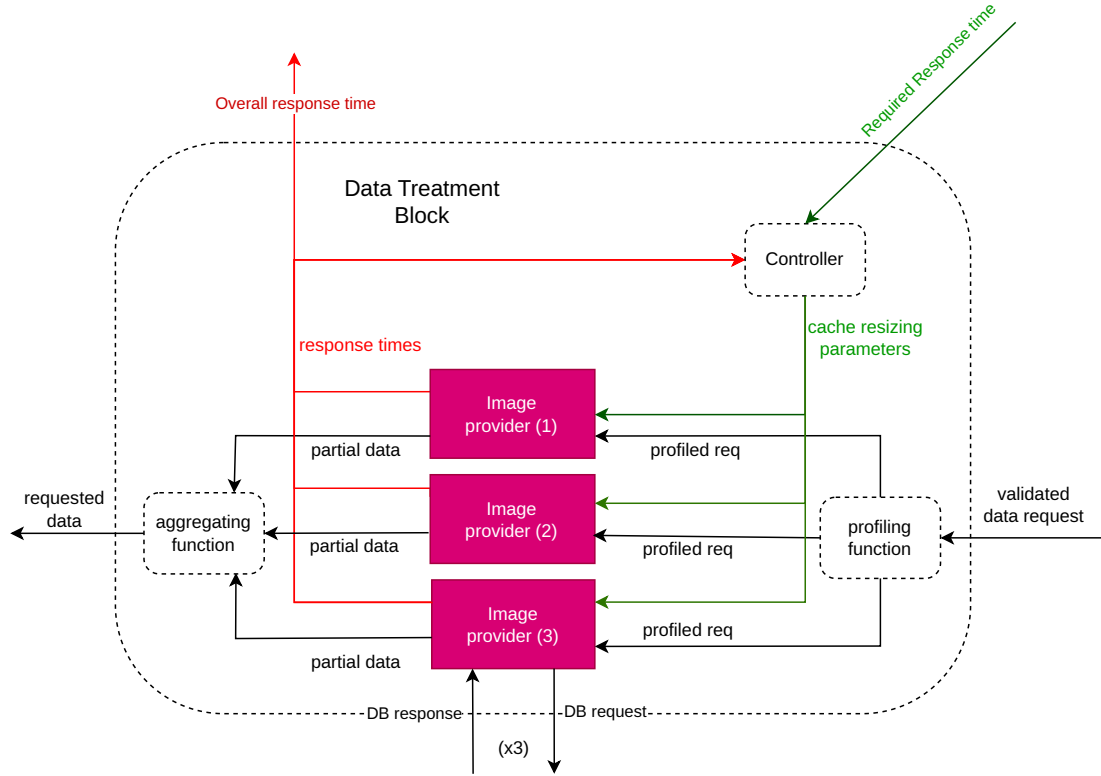 Required Response time
Overall response time
Data Treatment
Block
Controller
cache resizing
parameters
response times
Image
provider (1)
partial data
profiled req
requested
data
aggregating
function
Image
provider (2)
partial data
profiled req
profiling
function
validated
data request
Image
provider (3)
partial data
profiled req
DB response
DB request
(x3)